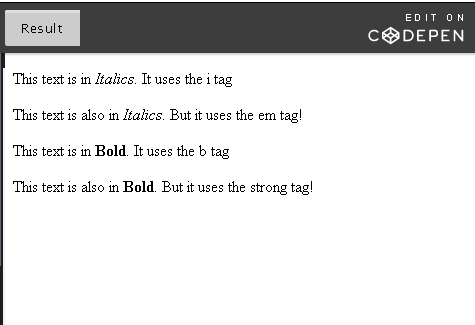 Result
EDIT ON
CODEPEN
This text is in Italics. It uses the i tag
This text is also in Italics. But it uses the em tag!
This text is in Bold. It uses the b tag
This text is also in Bold. But it uses the strong tag!